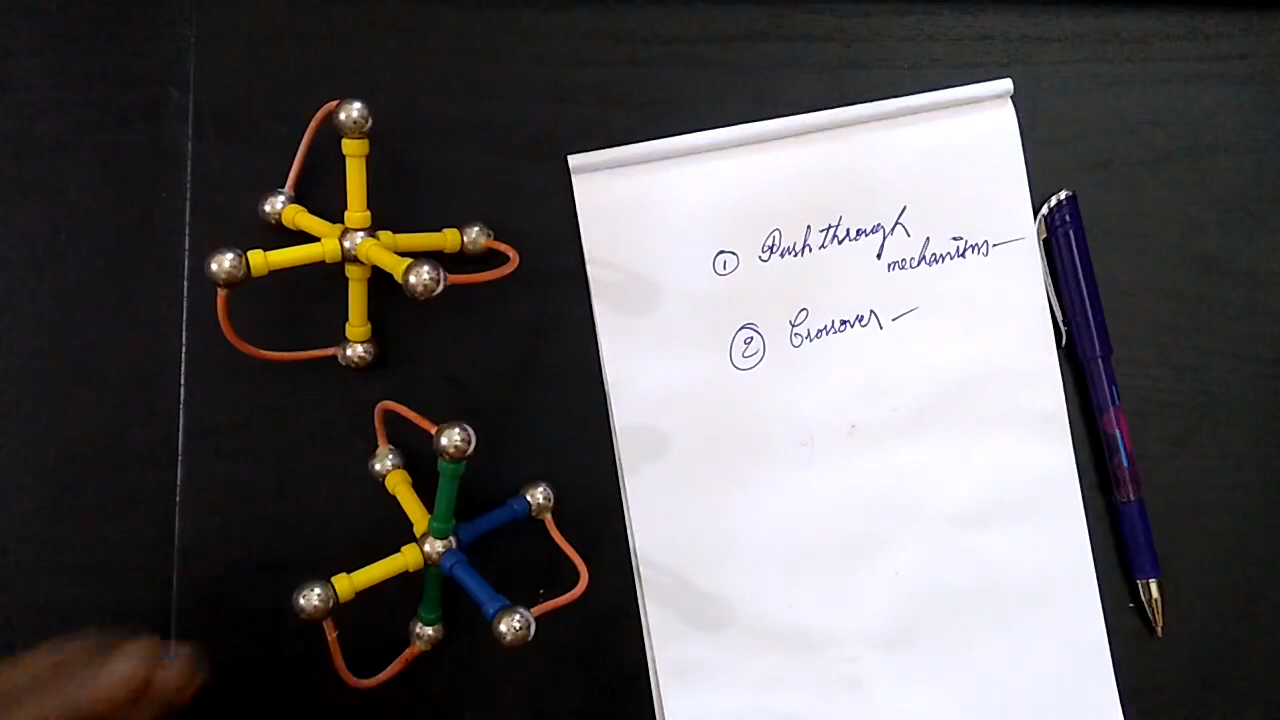 ① Push through
mechanisms —
② Crossover —